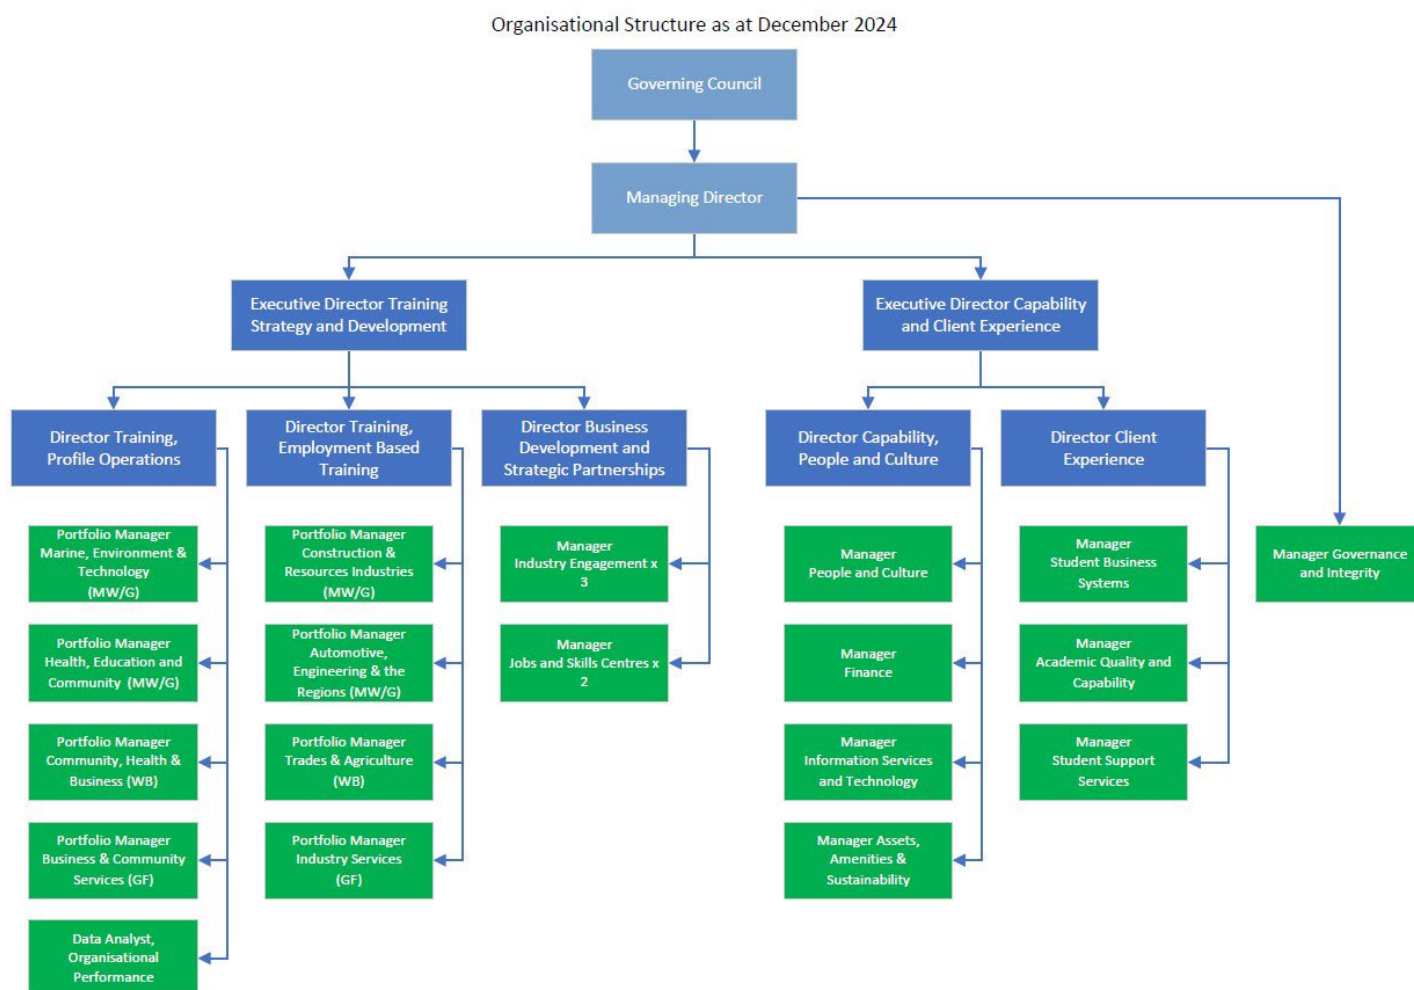 Organisational Structure as at December 2024
Governing Council
Managing Director
Executive Director Training
Strategy and Development
Executive Director Capability
and Client Experience
Director Training,
Profile Operations
Director Training,
Employment Based
Training
Director Business
Development and
Strategic Partnerships
Director Capability,
People and Culture
Director Client
Experience
Portfolio Manager
Marine, Environment &
Technology
(MW/G)
Portfolio Manager
Health, Education and
Community (MW/G)
Portfolio Manager
Community, Health &
Business (WB)
Portfolio Manager
Business & Community
Services (GF)
Data Analyst,
Organisational
Performance
Portfolio Manager
Construction &
Resources Industries
(MW/G)
Portfolio Manager
Automotive,
Engineering & the
Regions (MW/G)
Portfolio Manager
Trades & Agriculture
(WB)
Portfolio Manager
Industry Services
(GF)
Manager
Industry Engagement x
3
Manager
Jobs and Skills Centres x
2
Manager
People and Culture
Manager
Finance
Manager
Information Services
and Technology
Manager Assets,
Amenities &
Sustainability
Manager
Student Business
Systems
Manager
Academic Quality and
Capability
Manager
Student Support
Services
Manager Governance
and Integrity